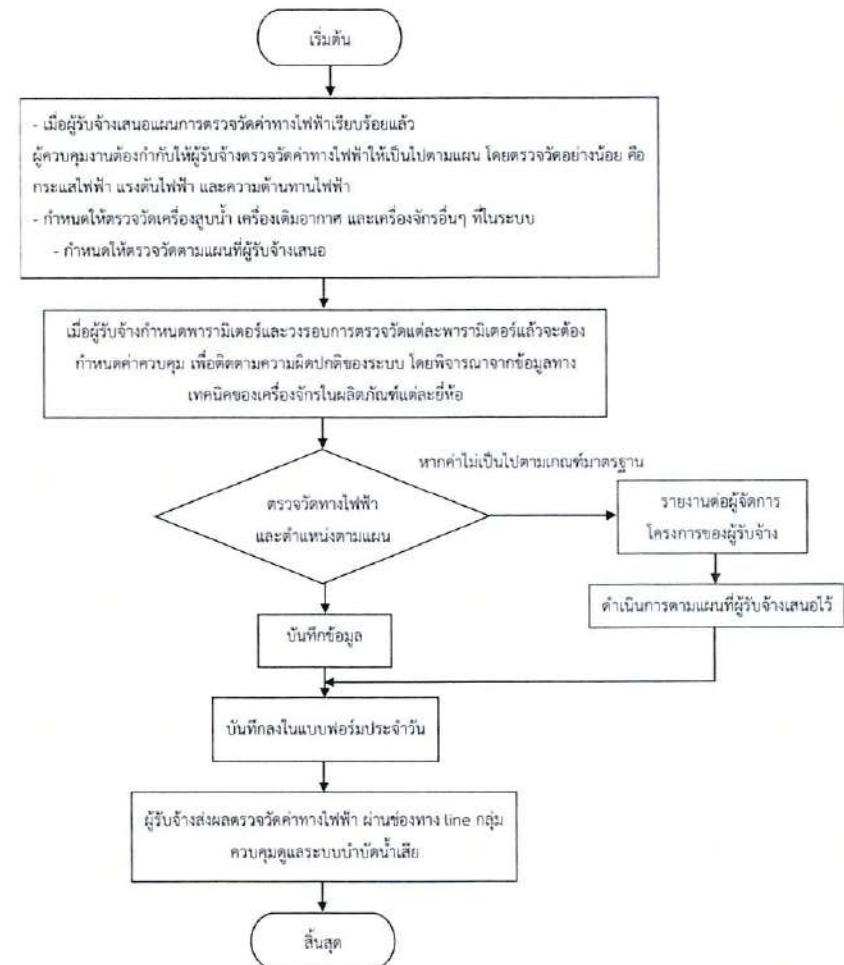 เริ่มต้น
- เมื่อผู้รับจ้างเสนอแผนการตรวจวัดค่าทางไฟฟ้าเรียบร้อยแล้ว
ผู้ควบคุมงานต้องกำกับให้ผู้รับจ้างตรวจวัดค่าทางไฟฟ้าให้เป็นไปตามแผน โดยตรวจวัดอย่างน้อย คือ
กระแสไฟฟ้า แรงดันไฟฟ้า และความต้านทานไฟฟ้า
- กำหนดให้ตรวจวัดเครื่องสูบน้ำ เครื่องเติมอากาศ และเครื่องจักรอื่นๆ ที่ในระบบ
- กำหนดให้ตรวจวัดตามแผนที่ผู้รับจ้างเสนอ
เมื่อผู้รับจ้างกำหนดพารามิเตอร์และวงรอบการตรวจวัดแต่ละพารามิเตอร์แล้วจะต้อง
กำหนดค่าควบคุม เพื่อติดตามความผิดปกติของระบบ โดยพิจารณาจากข้อมูลทาง
เทคนิคของเครื่องจักรในผลิตภัณฑ์แต่ละยี่ห้อ
หากค่าไม่เป็นไปตามเกณฑ์มาตรฐาน
ตรวจวัดทางไฟฟ้า
และตำแหน่งตามแผน
รายงานต่อผู้จัดการ
โครงการของผู้รับจ้าง
ดำเนินการตามแผนที่ผู้รับจ้างเสนอไว้
บันทึกข้อมูล
บันทึกลงในแบบฟอร์มประจำวัน
ผู้รับจ้างส่งผลตรวจวัดค่าทางไฟฟ้า ผ่านช่องทาง line กลุ่ม
ควบคุมดูแลระบบบำบัดน้ำเสีย
สิ้นสุด